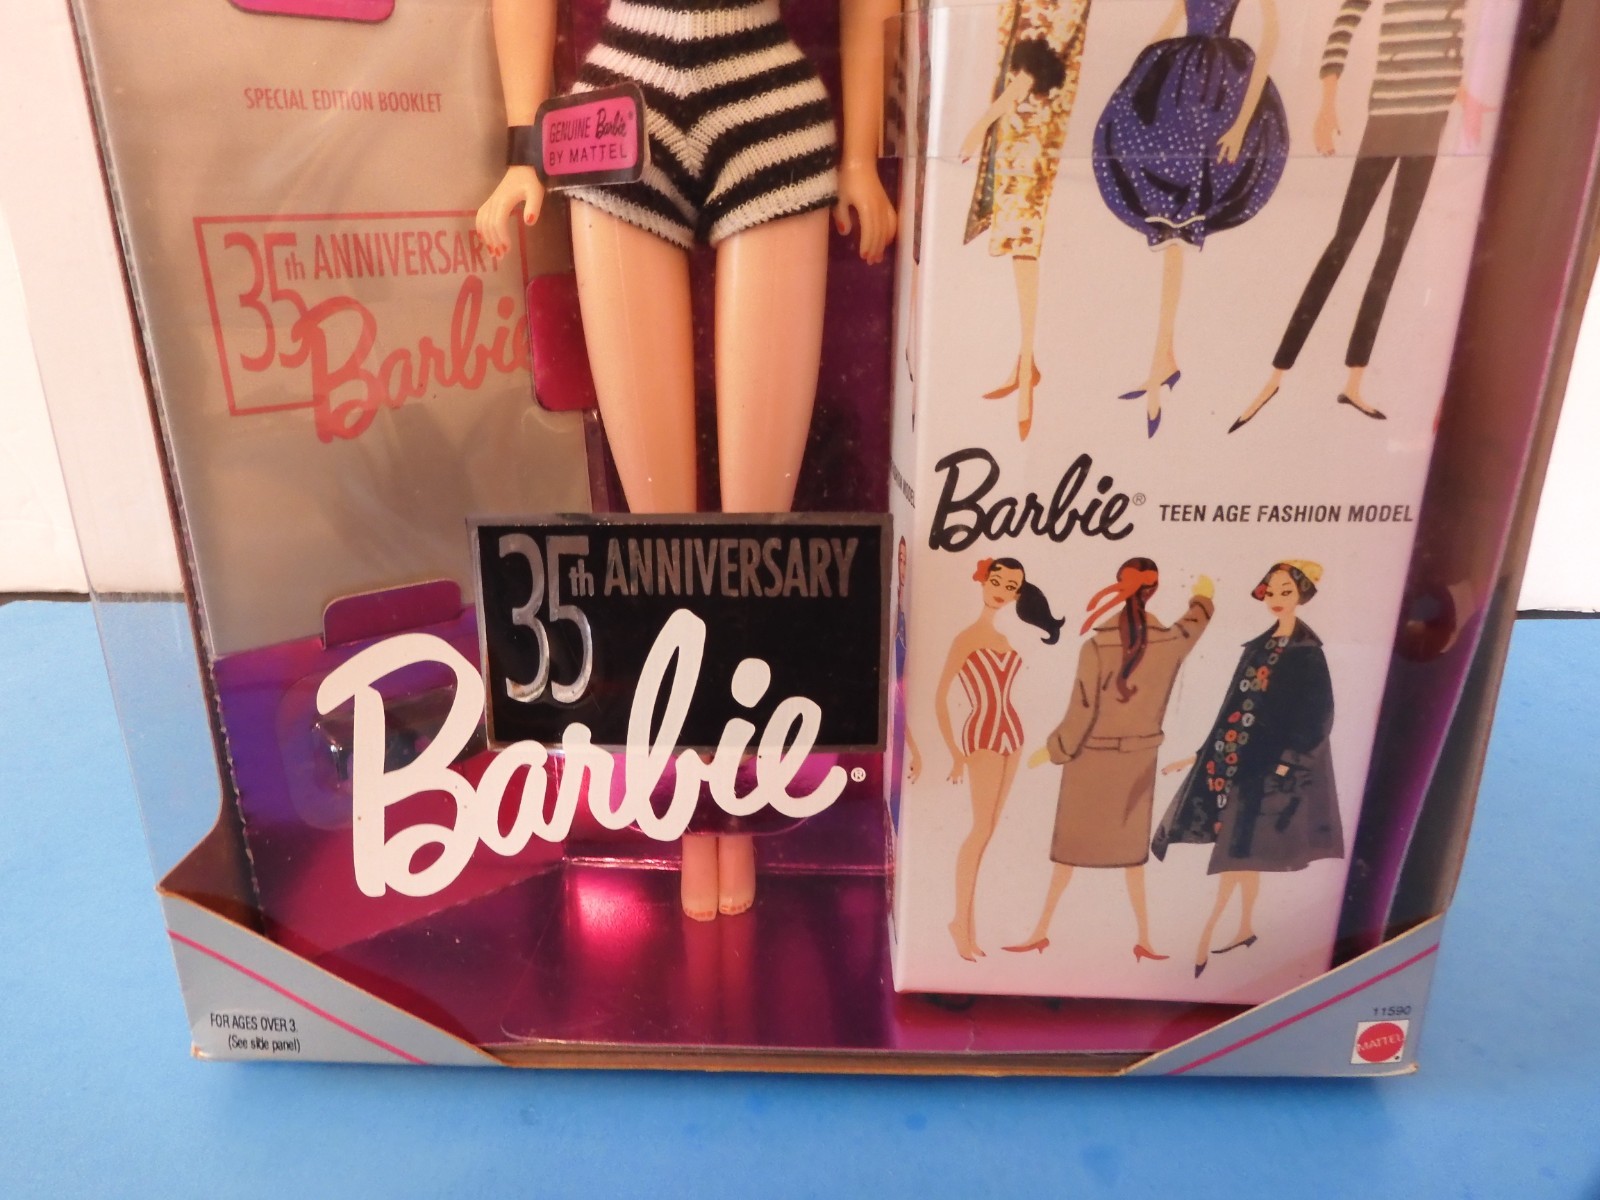 SPECIAL EDITION BOOKLET
GENUINE Barbie®
BY MATTEL
35th ANNIVERSARY
Barbie
Barbie® TEEN AGE FASHION MODEL
35th ANNIVERSARY
Barbie®
FOR AGES OVER 3.
(See side panel)
11590
MATTEL